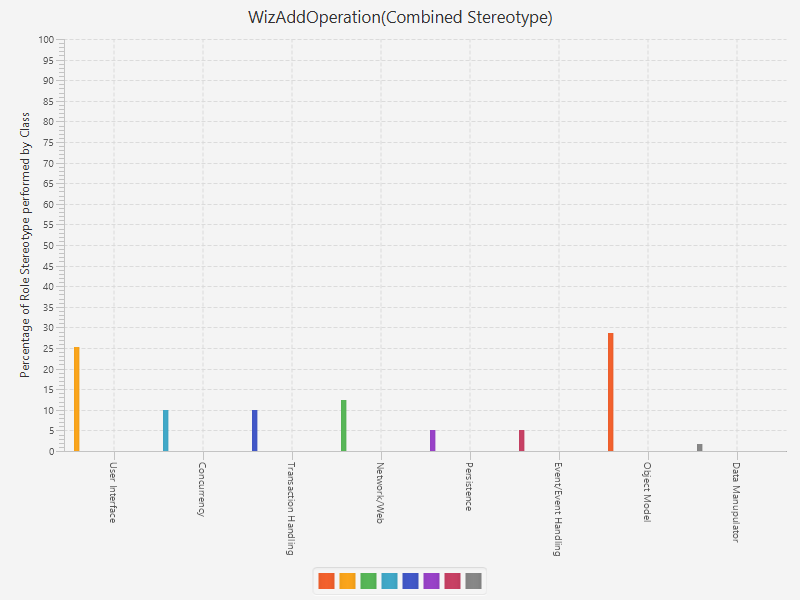 WizAddOperation(Combined Stereotype)
Percentage of Role Stereotype performed by Class
100
95
90
85
80
75
70
65
60
55
50
45
40
35
30
25
20
15
10
5
0
User Interface
Concurrency
Transaction Handling
Network/Web
Persistence
Event/Event Handling
Object Model
Data Manupulator